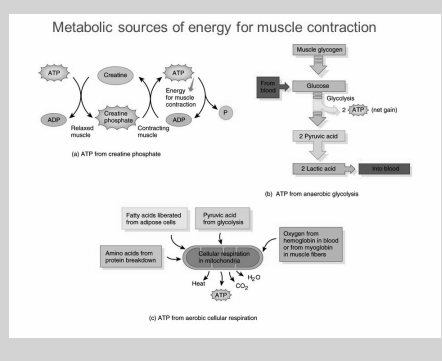 Metabolic sources of energy for muscle contraction
ATP
Creatine
ATP
Energy
for muscle
contraction
ADP
Creatine
phosphate
ADP
P
Relaxed
muscle
Contracting
muscle
(a) ATP from creatine phosphate
Muscle glycogen
From
blood
Glucose
Glycolysis
2 ATP (net gain)
2 Pyruvic acid
2 Lactic acid
Into blood
(b) ATP from anaerobic glycolysis
Fatty acids liberated
from adipose cells
Pyruvic acid
from glycolysis
Amino acids from
protein breakdown
Cellular respiration
in mitochondria
Oxygen from
hemoglobin in blood
or from myoglobin
in muscle fibers
Heat
ATP
CO2
H2O
(c) ATP from aerobic cellular respiration